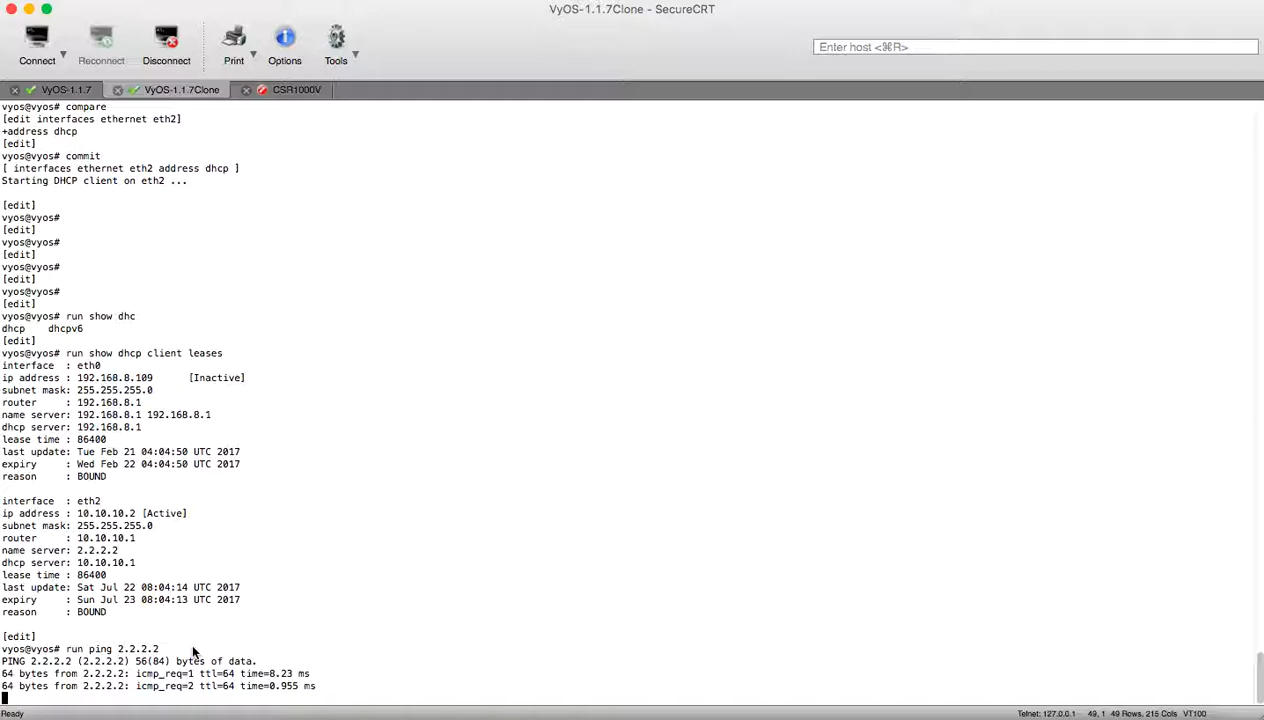 VyOS-1.1.7Clone - SecureCRT
Enter host <⌘R>
Connect Reconnect Disconnect Print Options Tools
VyOS-1.1.7 VyOS-1.1.7Clone CSR1000V
vyos@vyos# compare
[edit interfaces ethernet eth2]
+address dhcp
[edit]
vyos@vyos# commit
[ interfaces ethernet eth2 address dhcp ]
Starting DHCP client on eth2 ...
[edit]
vyos@vyos#
[edit]
vyos@vyos#
[edit]
vyos@vyos#
[edit]
vyos@vyos#
[edit]
vyos@vyos# run show dhc
dhcp    dhcpv6
[edit]
vyos@vyos# run show dhcp client leases
interface  : eth0
ip address : 192.168.8.109      [Inactive]
subnet mask: 255.255.255.0
router     : 192.168.8.1
name server: 192.168.8.1 192.168.8.1
dhcp server: 192.168.8.1
lease time : 86400
last update: Tue Feb 21 04:04:50 UTC 2017
expiry     : Wed Feb 22 04:04:50 UTC 2017
reason     : BOUND
interface  : eth2
ip address : 10.10.10.2 [Active]
subnet mask: 255.255.255.0
router     : 10.10.10.1
name server: 2.2.2.2
dhcp server: 10.10.10.1
lease time : 86400
last update: Sat Jul 22 08:04:14 UTC 2017
expiry     : Sun Jul 23 08:04:13 UTC 2017
reason     : BOUND
[edit]
vyos@vyos# run ping 2.2.2.2
PING 2.2.2.2 (2.2.2.2) 56(84) bytes of data.
64 bytes from 2.2.2.2: icmp_req=1 ttl=64 time=8.23 ms
64 bytes from 2.2.2.2: icmp_req=2 ttl=64 time=0.955 ms
Ready Telnet: 127.0.0.1 49, 1 49 Rows, 215 Cols VT100